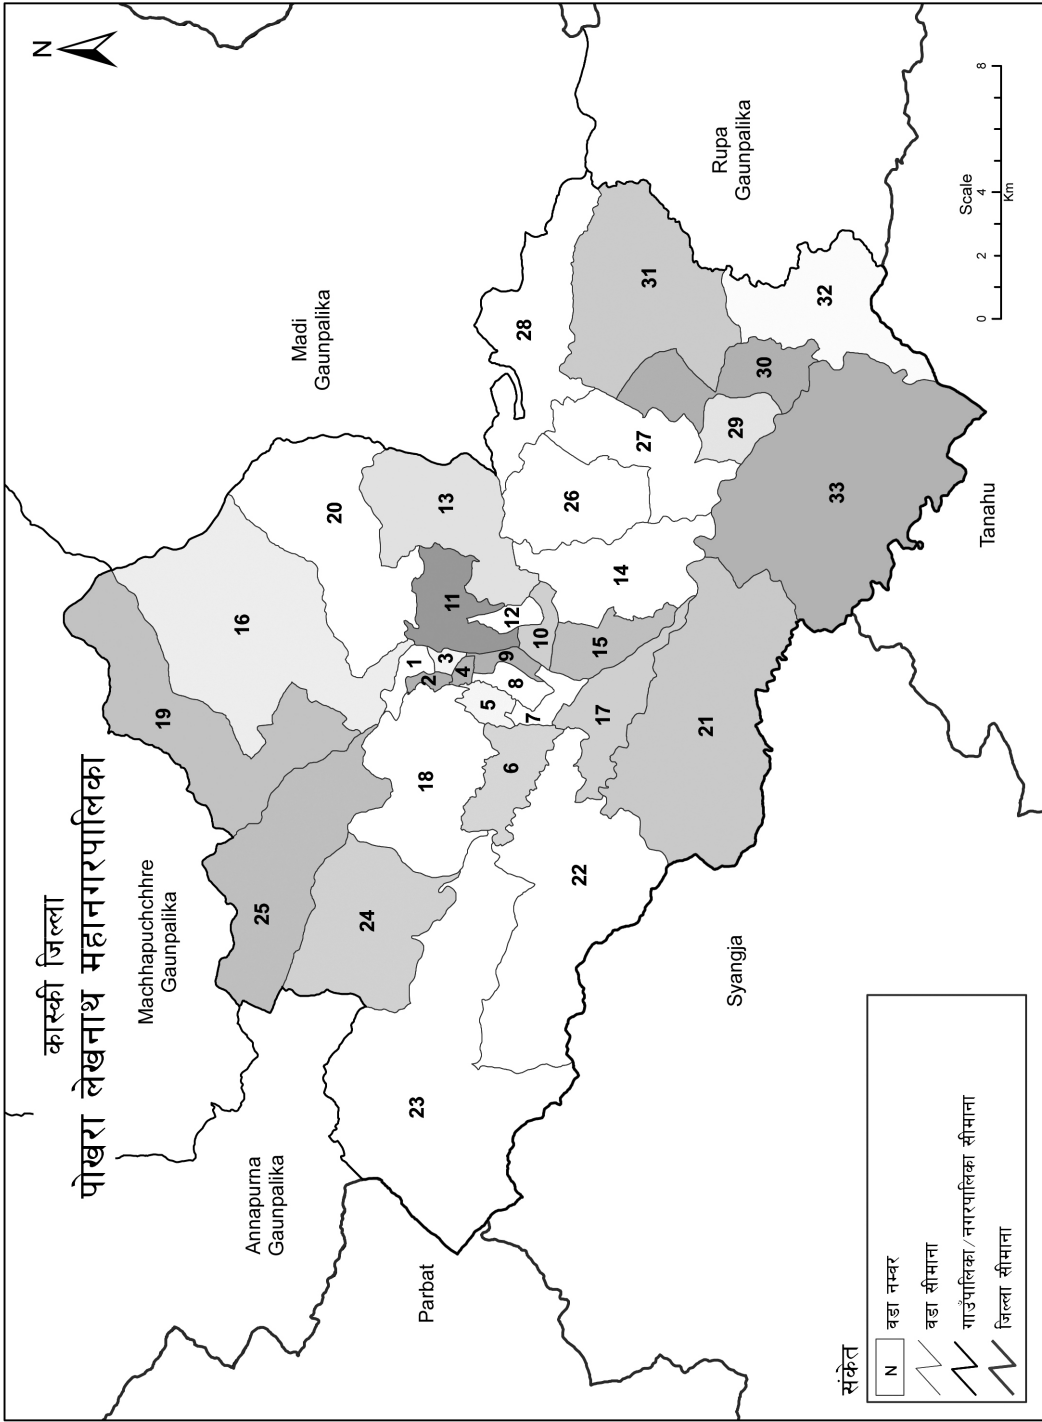 कास्की जिल्ला
पोखरा लेखनाथ महानगरपालिका
N
Machhapuchchhre
Gaunpalika
Madi
Gaunpalika
Annapurna
Gaunpalika
Parbat
Rupa
Gaunpalika
Syangja
Tanahu
19
16
20
25
24
18
13
11
1
2
3
4
5
6
7
8
9
10
12
23
22
17
15
14
26
27
28
31
21
29
30
32
33
Scale
0 2 4 8
Km
संकेत
N वडा नम्बर
वडा सीमाना
गाउँपालिका/नगरपालिका सीमाना
जिल्ला सीमाना